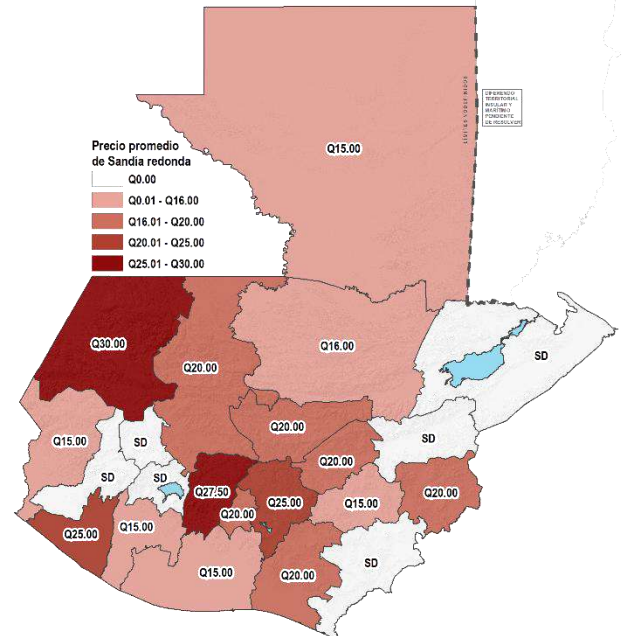 DIFERENDO
TERRITORIAL,
INSULAR Y
MARÍTIMO
PENDIENTE
DE RESOLVER
Q15.00
Precio promedio
de Sandía redonda
Q0.00
Q0.01 - Q16.00
Q16.01 - Q20.00
Q20.01 - Q25.00
Q25.01 - Q30.00
Q30.00
Q20.00
Q16.00
SD
Q15.00
SD
Q20.00
SD
Q20.00
SD
SD
Q27.50
Q25.00
Q15.00
Q20.00
Q20.00
Q25.00
Q15.00
Q15.00
Q20.00
SD